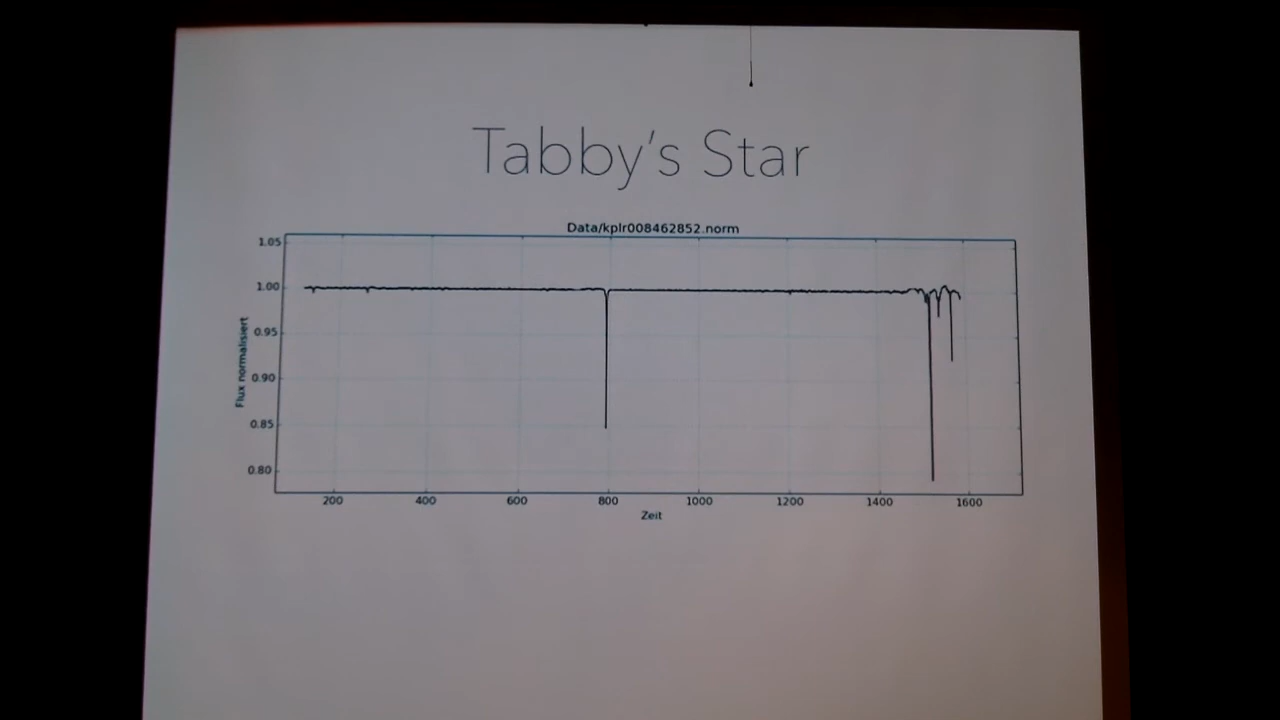 Tabby's Star
Data/kplr008462852.norm
1.05
1.00
0.95
0.90
0.85
0.80
Flux normalisiert
200 400 600 800 1000 1200 1400 1600
Zeit